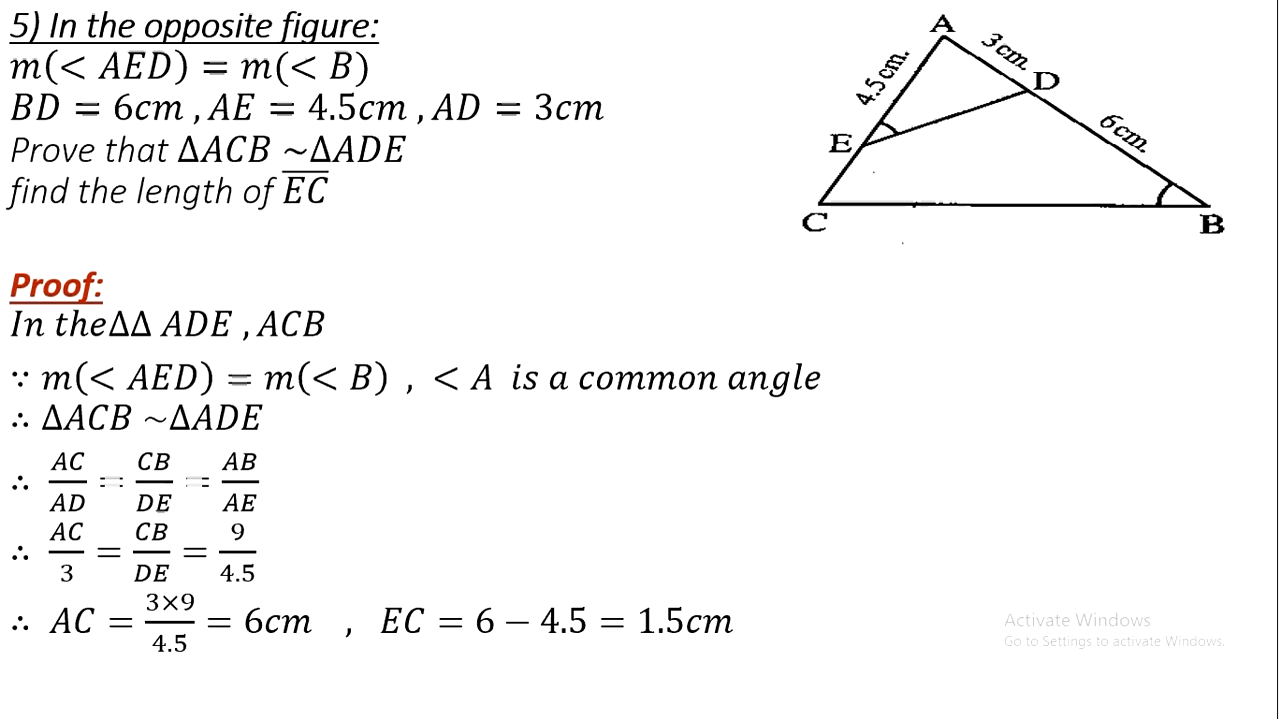 5) In the opposite figure:
m(< AED) = m(< B)
BD = 6cm , AE = 4.5cm , AD = 3cm
Prove that ΔACB ~ΔADE
find the length of E͞C͞
A
3cm.
4.5cm.
D
6cm.
E
C
B
Proof:
In theΔΔ ADE , ACB
∵ m(< AED) = m(< B) , < A is a common angle
∴ ΔACB ~ΔADE
∴ AC/AD = CB/DE = AB/AE
∴ AC/3 = CB/DE = 9/4.5
∴ AC = 3×9/4.5 = 6cm , EC = 6 − 4.5 = 1.5cm
Activate Windows
Go to Settings to activate Windows.